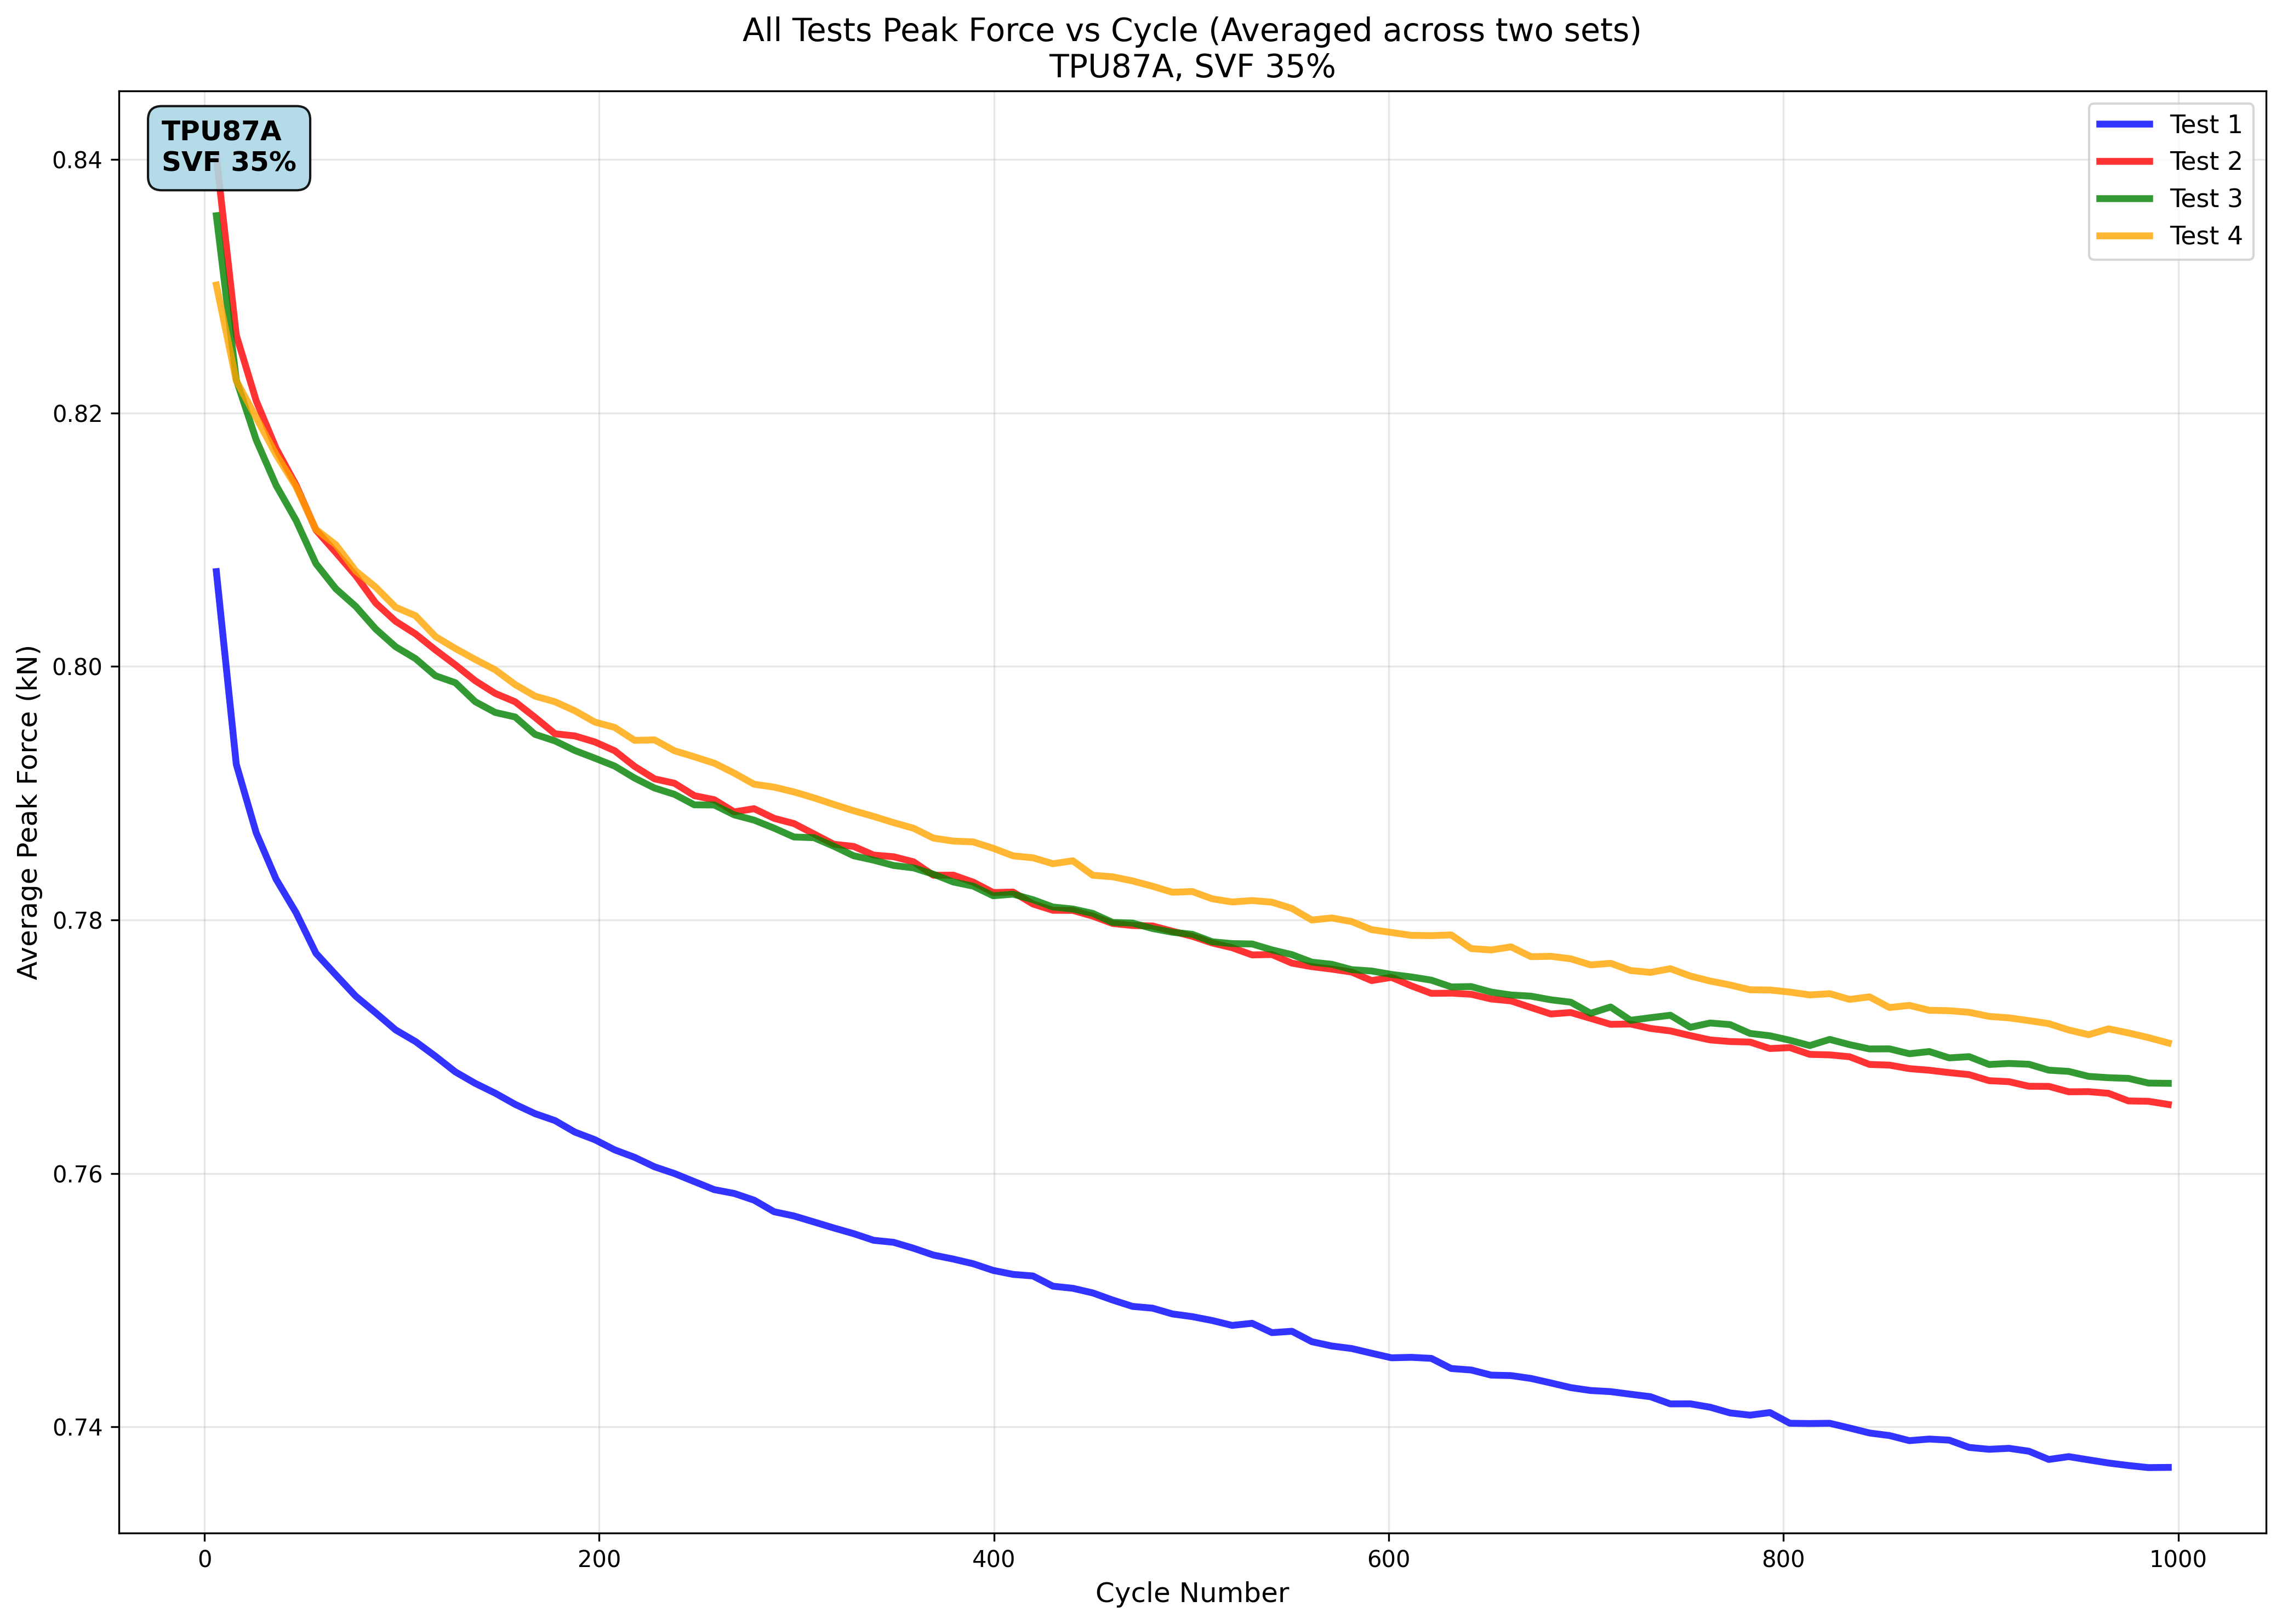 All Tests Peak Force vs Cycle (Averaged across two sets)
TPU87A, SVF 35%
TPU87A
SVF 35%
Test 1
Test 2
Test 3
Test 4
Average Peak Force (kN)
0.84
0.82
0.80
0.78
0.76
0.74
0
200
400
600
800
1000
Cycle Number